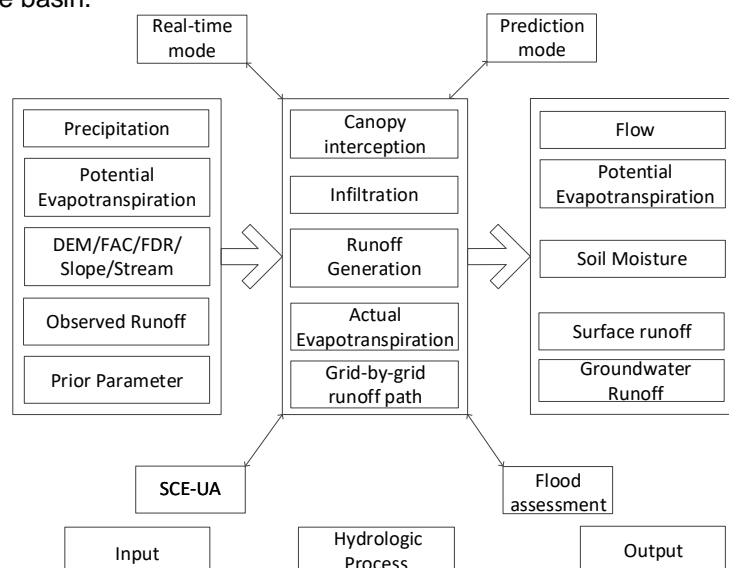 e basin.
Real-time
mode
Prediction
mode
Precipitation
Potential
Evapotranspiration
DEM/FAC/FDR/
Slope/Stream
Observed Runoff
Prior Parameter
Canopy
interception
Infiltration
Runoff
Generation
Actual
Evapotranspiration
Grid-by-grid
runoff path
Flow
Potential
Evapotranspiration
Soil Moisture
Surface runoff
Groundwater
Runoff
SCE-UA
Flood
assessment
Input
Hydrologic
Process
Output